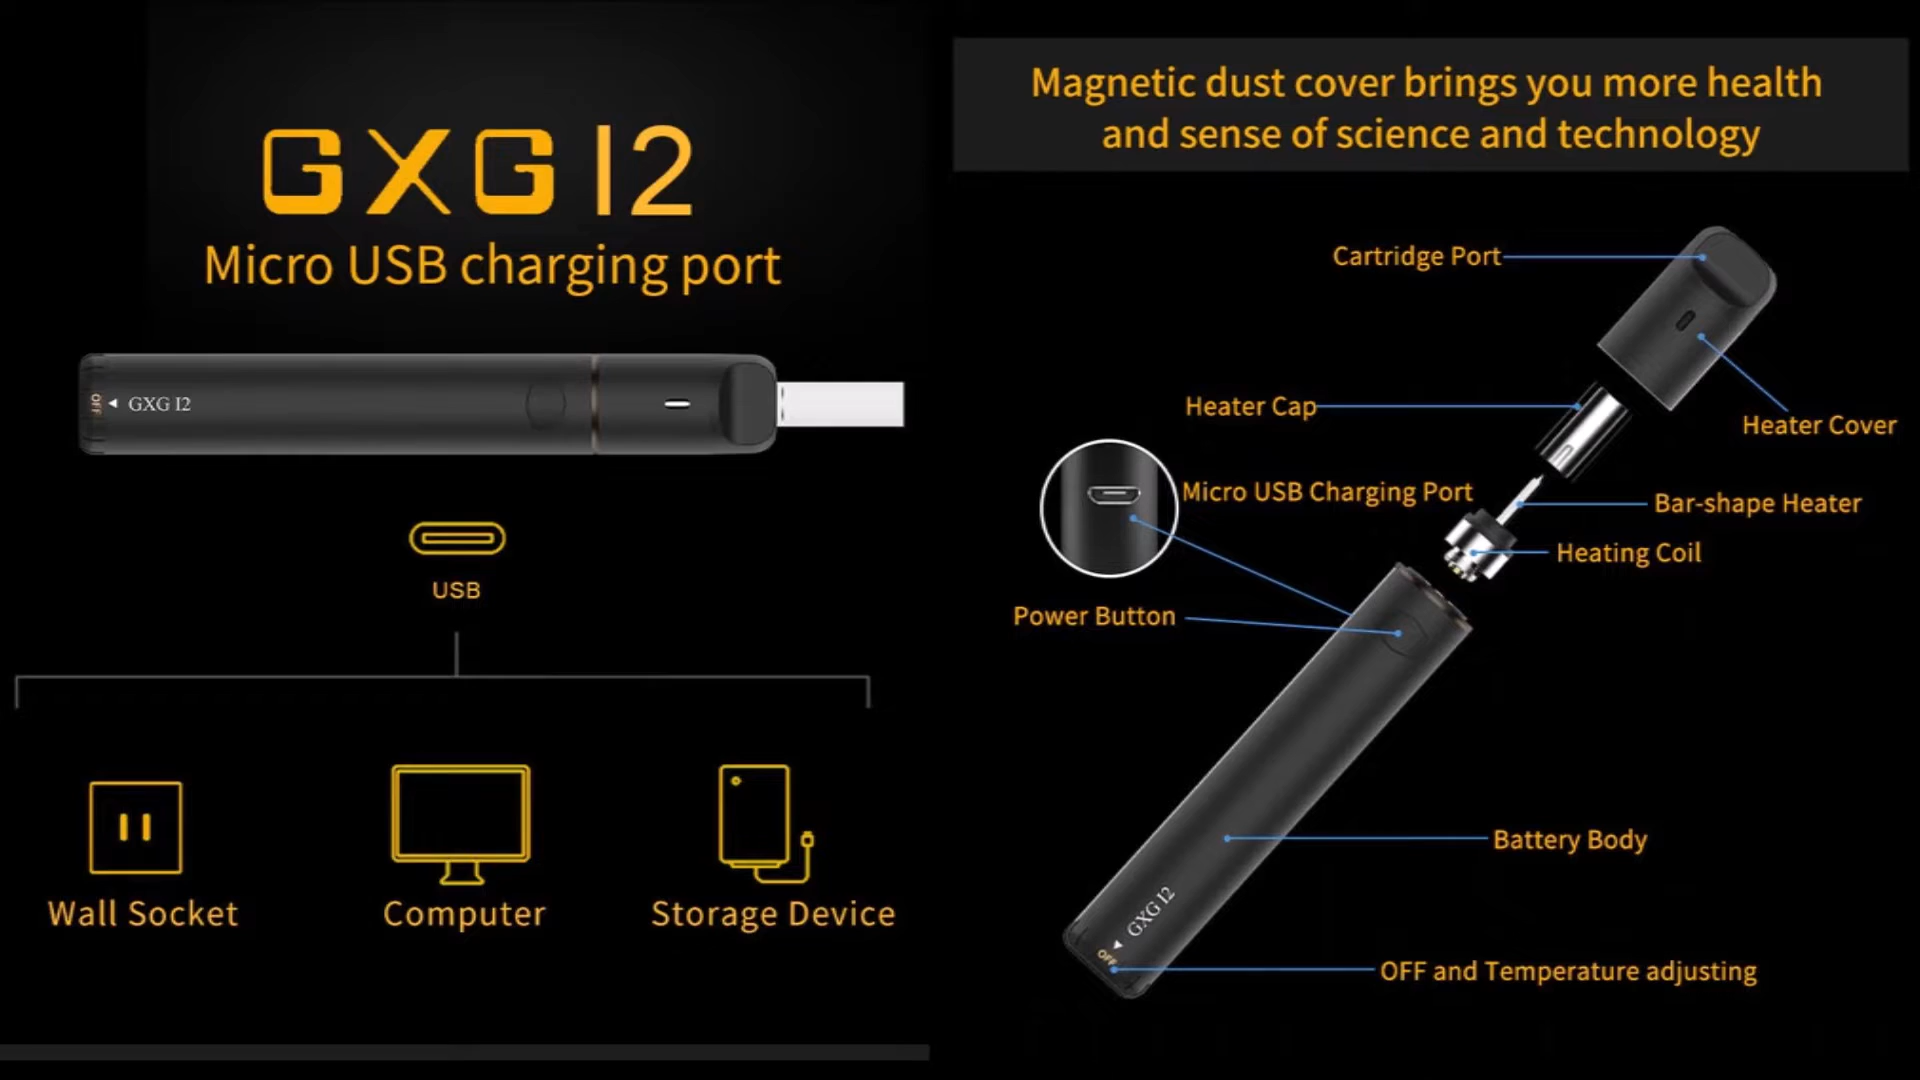 GXG I2
Micro USB charging port
OFF
GXG I2
USB
Wall Socket
Computer
Storage Device
Magnetic dust cover brings you more health
and sense of science and technology
Cartridge Port
Heater Cap
Heater Cover
Micro USB Charging Port
Bar-shape Heater
Heating Coil
Power Button
Battery Body
GXG I2
OFF
OFF and Temperature adjusting